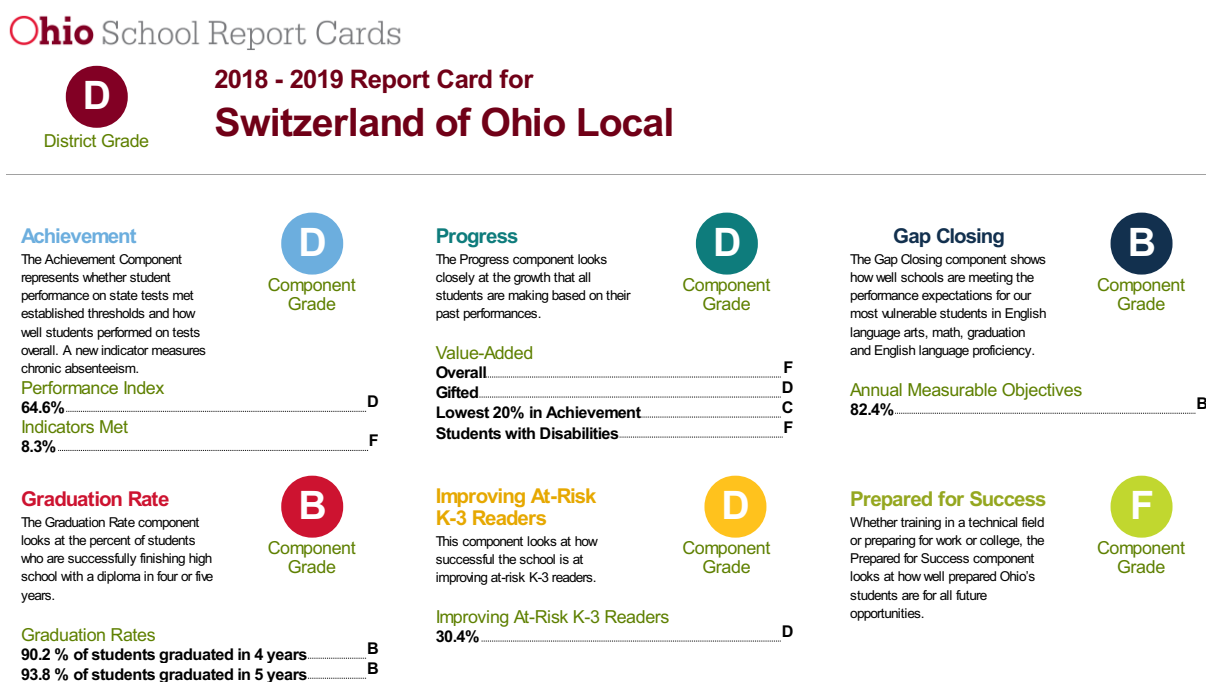 Ohio School Report Cards
D
District Grade
2018 - 2019 Report Card for
Switzerland of Ohio Local
Achievement
The Achievement Component
represents whether student
performance on state tests met
established thresholds and how
well students performed on tests
overall. A new indicator measures
chronic absenteeism.
D
Component
Grade
Performance Index
64.6% D
Indicators Met
8.3% F
Progress
The Progress component looks
closely at the growth that all
students are making based on their
past performances.
D
Component
Grade
Value-Added
Overall F
Gifted D
Lowest 20% in Achievement C
Students with Disabilities F
Gap Closing
The Gap Closing component shows
how well schools are meeting the
performance expectations for our
most vulnerable students in English
language arts, math, graduation
and English language proficiency.
B
Component
Grade
Annual Measurable Objectives
82.4% B
Graduation Rate
The Graduation Rate component
looks at the percent of students
who are successfully finishing high
school with a diploma in four or five
years.
B
Component
Grade
Graduation Rates
90.2 % of students graduated in 4 years B
93.8 % of students graduated in 5 years B
Improving At-Risk
K-3 Readers
This component looks at how
successful the school is at
improving at-risk K-3 readers.
D
Component
Grade
Improving At-Risk K-3 Readers
30.4% D
Prepared for Success
Whether training in a technical field
or preparing for work or college, the
Prepared for Success component
looks at how well prepared Ohio's
students are for all future
opportunities.
F
Component
Grade